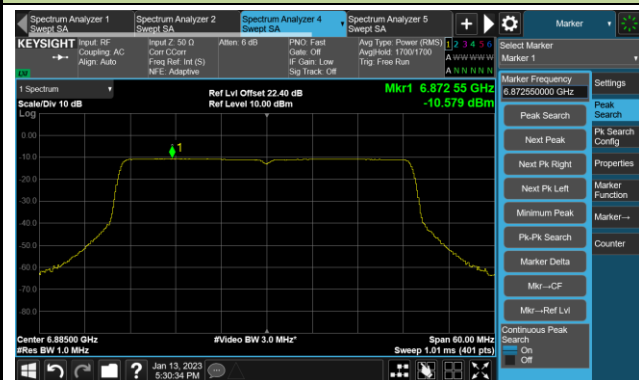 Spectrum Analyzer 1
Swept SA
Spectrum Analyzer 2
Swept SA
Spectrum Analyzer 4
Swept SA
Spectrum Analyzer 5
Swept SA
+
Marker
KEYSIGHT
LXI
Input: RF
Coupling: AC
Align: Auto
Input Z: 50 Ω
Corr CCorr
Freq Ref: Int (S)
NFE: Adaptive
Atten: 6 dB
PNO: Fast
Gate: Off
IF Gain: Low
Sig Track: Off
Avg Type: Power (RMS)
Avg|Hold: 1700/1700
Trig: Free Run
1 2 3 4 5 6
A W W W W W
A N N N N N
Select Marker
Marker 1
1 Spectrum
Scale/Div 10 dB
Log
Ref Lvl Offset 22.40 dB
Ref Level 10.00 dBm
Mkr1 6.872 55 GHz
-10.579 dBm
0.00
-10.0
-20.0
-30.0
-40.0
-50.0
-60.0
-70.0
-80.0
1
Center 6.88500 GHz
#Res BW 1.0 MHz
#Video BW 3.0 MHz*
Span 60.00 MHz
Sweep 1.01 ms (401 pts)
Marker Frequency
6.872550000 GHz
Peak Search
Next Peak
Next Pk Right
Next Pk Left
Minimum Peak
Pk-Pk Search
Marker Delta
Mkr→CF
Mkr→Ref Lvl
Continuous Peak
Search
On
Off
Settings
Peak
Search
Pk Search
Config
Properties
Marker
Function
Marker→
Counter
?
Jan 13, 2023
5:30:34 PM